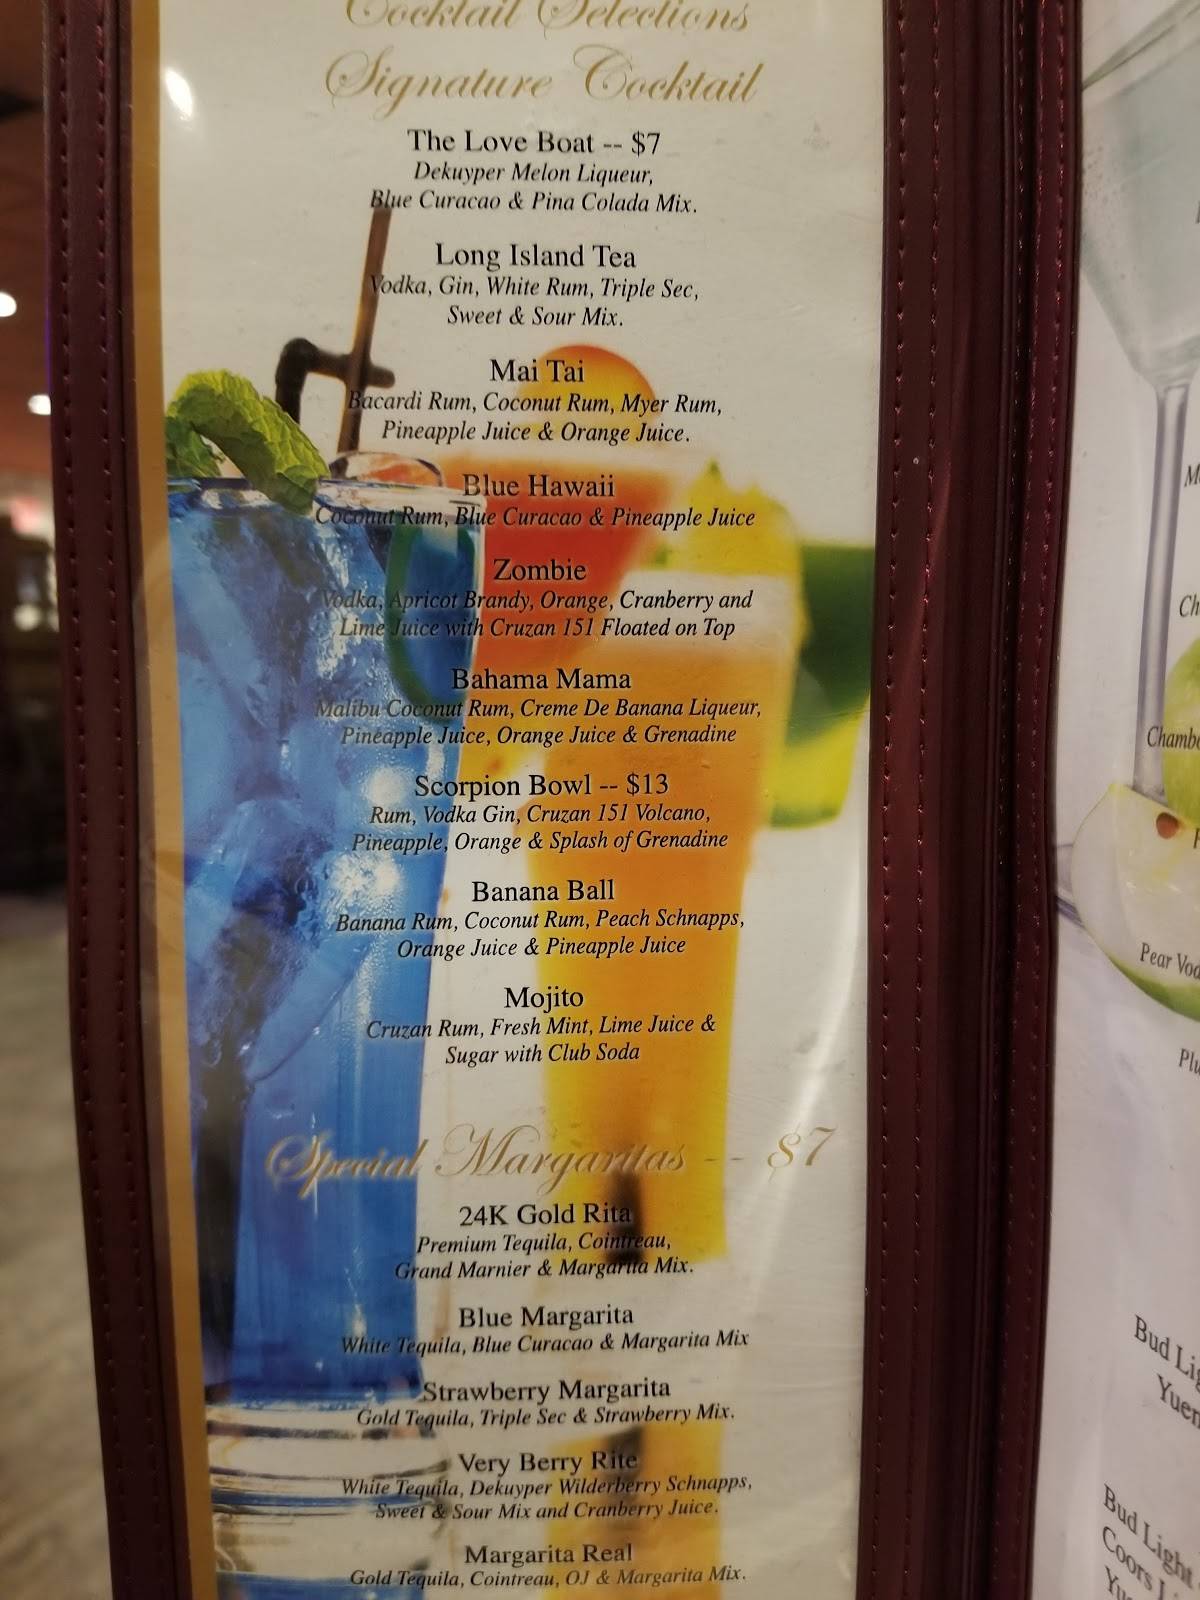 Cocktail Selections
Signature Cocktail
The Love Boat -- $7
Dekuyper Melon Liqueur,
Blue Curacao & Pina Colada Mix.
Long Island Tea
Vodka, Gin, White Rum, Triple Sec,
Sweet & Sour Mix.
Mai Tai
Bacardi Rum, Coconut Rum, Myer Rum,
Pineapple Juice & Orange Juice.
Blue Hawaii
Coconut Rum, Blue Curacao & Pineapple Juice
Zombie
Vodka, Apricot Brandy, Orange, Cranberry and
Lime Juice with Cruzan 151 Floated on Top
Bahama Mama
Malibu Coconut Rum, Creme De Banana Liqueur,
Pineapple Juice, Orange Juice & Grenadine
Scorpion Bowl -- $13
Rum, Vodka Gin, Cruzan 151 Volcano,
Pineapple, Orange & Splash of Grenadine
Banana Ball
Banana Rum, Coconut Rum, Peach Schnapps,
Orange Juice & Pineapple Juice
Mojito
Cruzan Rum, Fresh Mint, Lime Juice &
Sugar with Club Soda
Special Margaritas -- $7
24K Gold Rita
Premium Tequila, Cointreau,
Grand Marnier & Margarita Mix.
Blue Margarita
White Tequila, Blue Curacao & Margarita Mix
Strawberry Margarita
Gold Tequila, Triple Sec & Strawberry Mix.
Very Berry Rite
White Tequila, Dekuyper Wilderberry Schnapps,
Sweet & Sour Mix and Cranberry Juice.
Margarita Real
Gold Tequila, Cointreau, OJ & Margarita Mix.
Pear
Bud
Bud Light
Coors